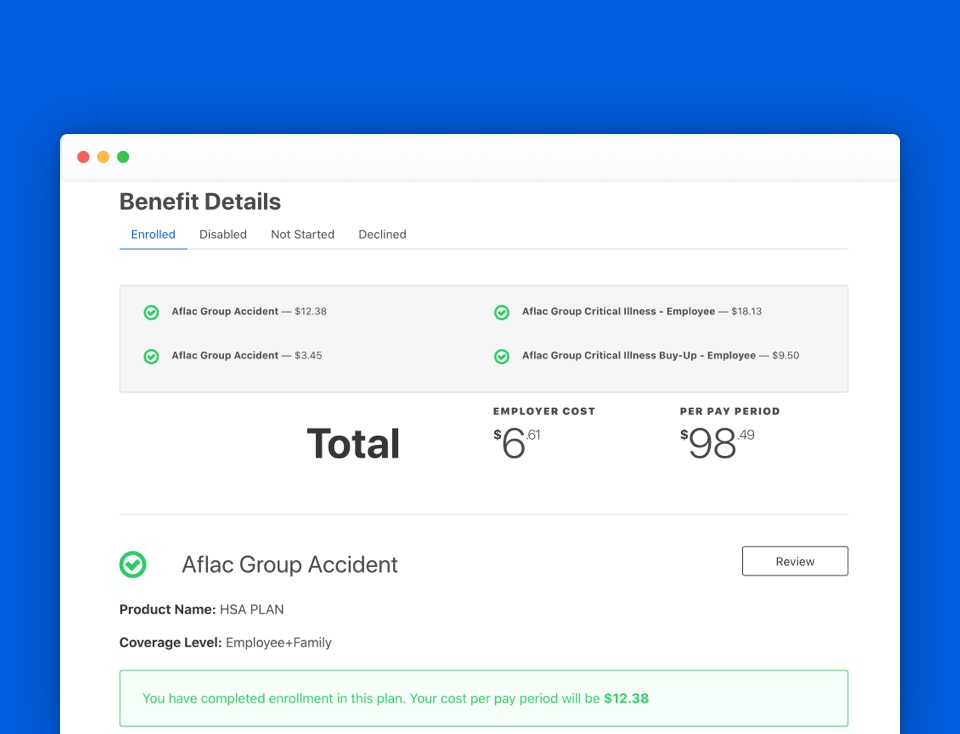 Benefit Details
Enrolled Disabled Not Started Declined
Aflac Group Accident — $12.38 Aflac Group Critical Illness - Employee — $18.13
Aflac Group Accident — $3.45 Aflac Group Critical Illness Buy-Up - Employee — $9.50
EMPLOYER COST PER PAY PERIOD
Total $6.61 $98.49
Aflac Group Accident Review
Product Name: HSA PLAN
Coverage Level: Employee+Family
You have completed enrollment in this plan. Your cost per pay period will be $12.38